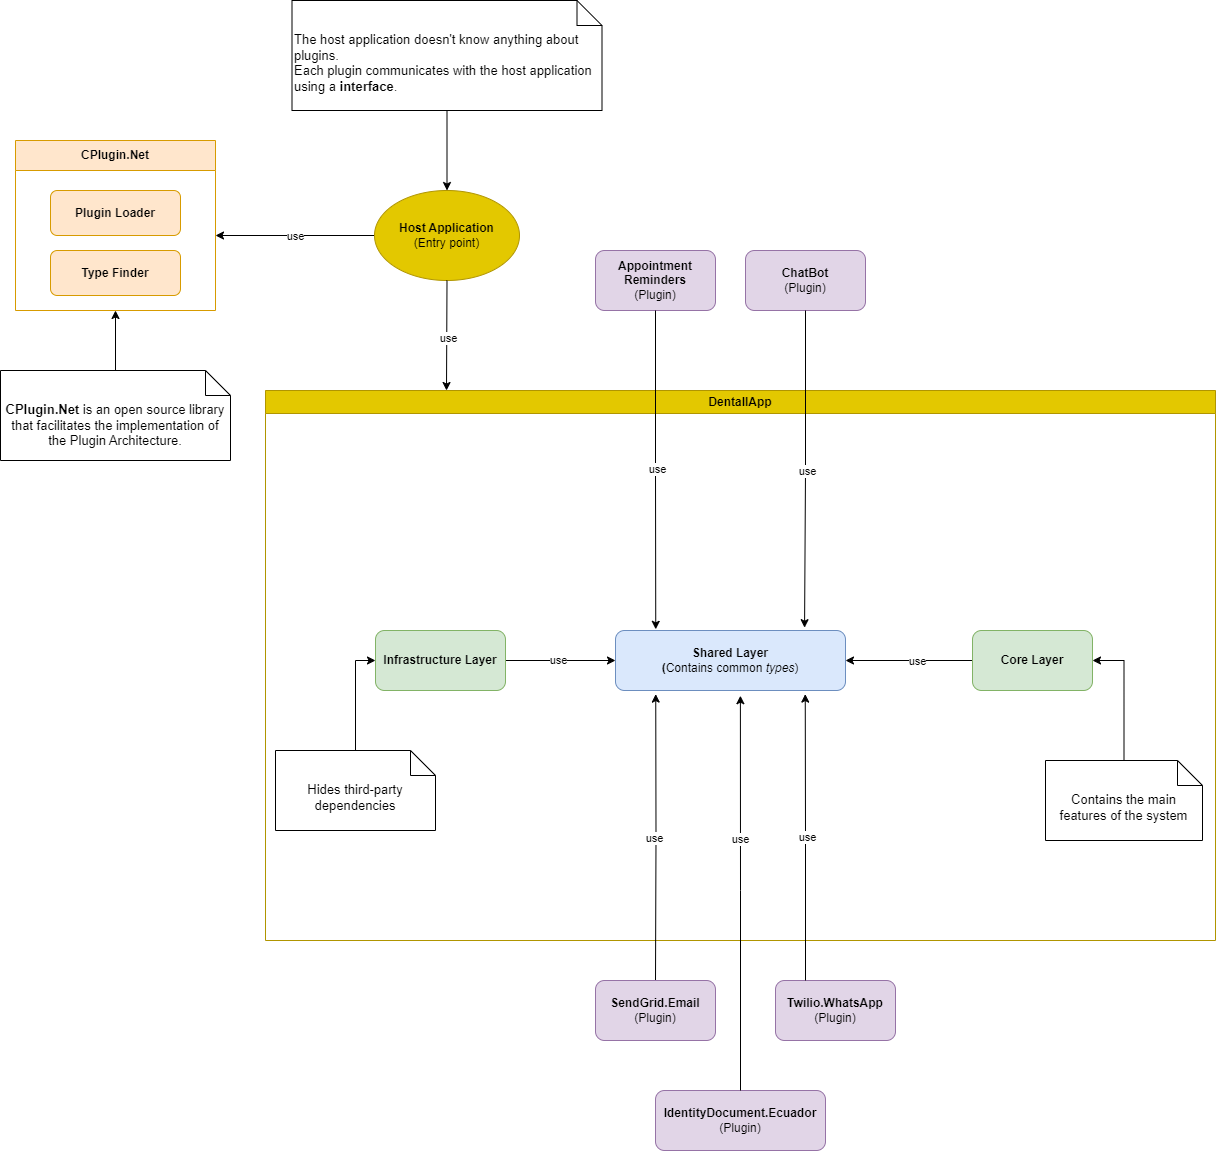 The host application doesn't know anything about
plugins.
Each plugin communicates with the host application
using a interface.
CPlugin.Net
Plugin Loader
Type Finder
use
Host Application
(Entry point)
Appointment
Reminders
(Plugin)
ChatBot
(Plugin)
use
CPlugin.Net is an open source library
that facilitates the implementation of
the Plugin Architecture.
DentallApp
use
use
Infrastructure Layer
use
Shared Layer
(Contains common types)
use
Core Layer
Hides third-party
dependencies
Contains the main
features of the system
use
use
use
SendGrid.Email
(Plugin)
Twilio.WhatsApp
(Plugin)
IdentityDocument.Ecuador
(Plugin)